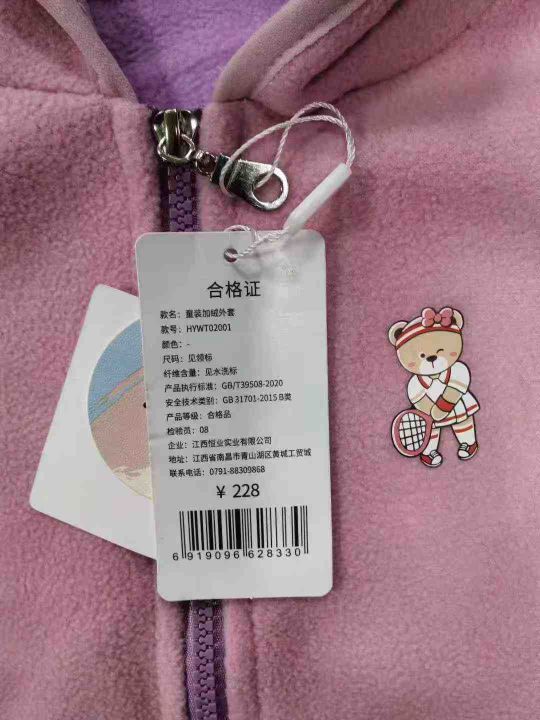 合格证
款名：童装加绒外套
款号：HYWT02001
颜色：-
尺码：见领标
纤维含量：见水洗标
产品执行标准：GB/T39508-2020
安全技术类别：GB 31701-2015 B类
产品等级：合格品
检验员：08
企业：江西恒业实业有限公司
地址：江西省南昌市青山湖区黄城工贸城
联系电话：0791-88309868
¥ 228
6 919096 628330